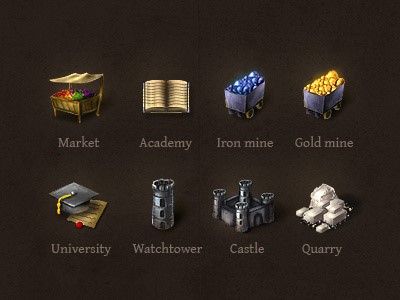 Market
Academy
Iron mine
Gold mine
University
Watchtower
Castle
Quarry